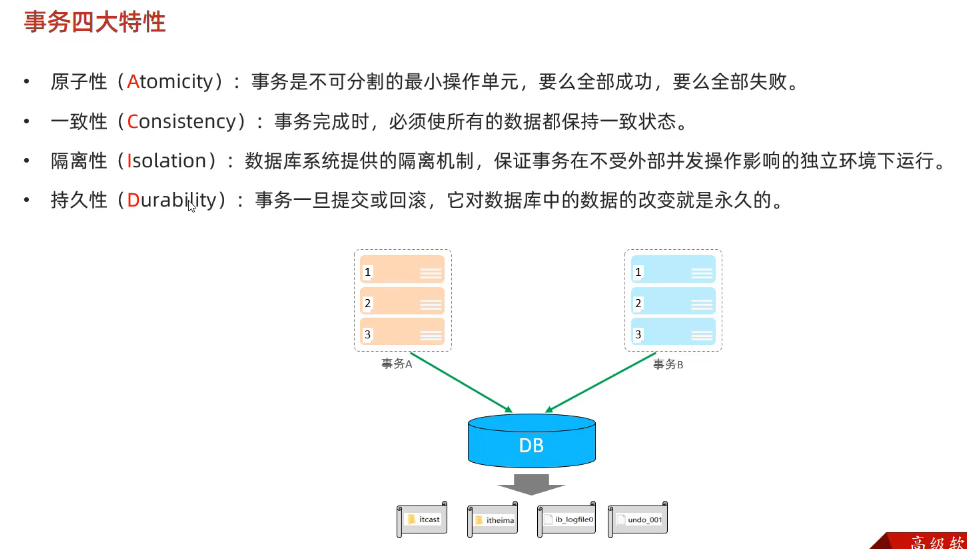 事务四大特性
• 原子性（Atomicity）：事务是不可分割的最小操作单元，要么全部成功，要么全部失败。
• 一致性（Consistency）：事务完成时，必须使所有的数据都保持一致状态。
• 隔离性（Isolation）：数据库系统提供的隔离机制，保证事务在不受外部并发操作影响的独立环境下运行。
• 持久性（Durability）：事务一旦提交或回滚，它对数据库中的数据的改变就是永久的。
1 1
2 2
3 3
事务A 事务B
DB
itcast itheima ib_logfile0 undo_001
高级软